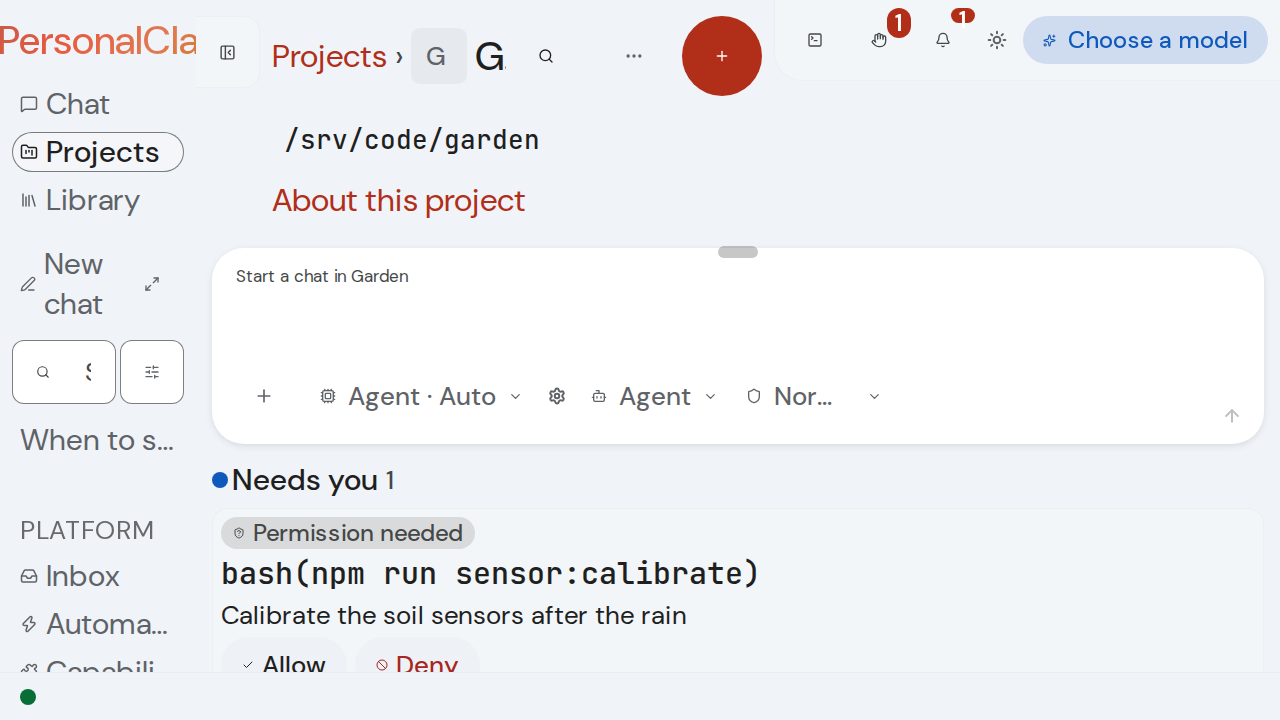 PersonalCla
Chat
Projects
Library
New
chat
When to s...
PLATFORM
Inbox
Automa...
Capabili
Projects › G G
1
1
Choose a model
/srv/code/garden
About this project
Start a chat in Garden
Agent · Auto
Agent
Nor...
Needs you 1
Permission needed
bash(npm run sensor:calibrate)
Calibrate the soil sensors after the rain
Allow
Deny